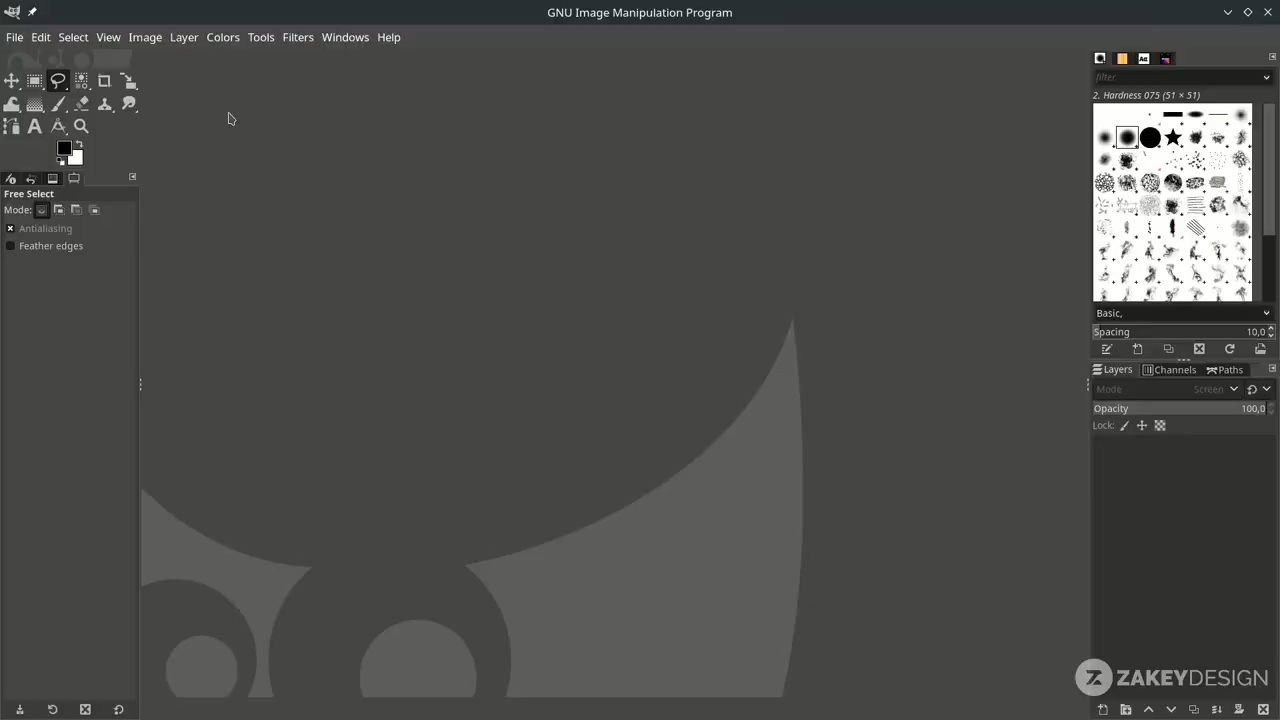 GNU Image Manipulation Program
File Edit Select View Image Layer Colors Tools Filters Windows Help
filter
2. Hardness 075 (51 × 51)
Free Select
Mode:
Antialiasing
Feather edges
Basic,
Spacing 10,0
Layers Channels Paths
Mode Screen
Opacity 100,0
Lock:
ZAKEYDESIGN